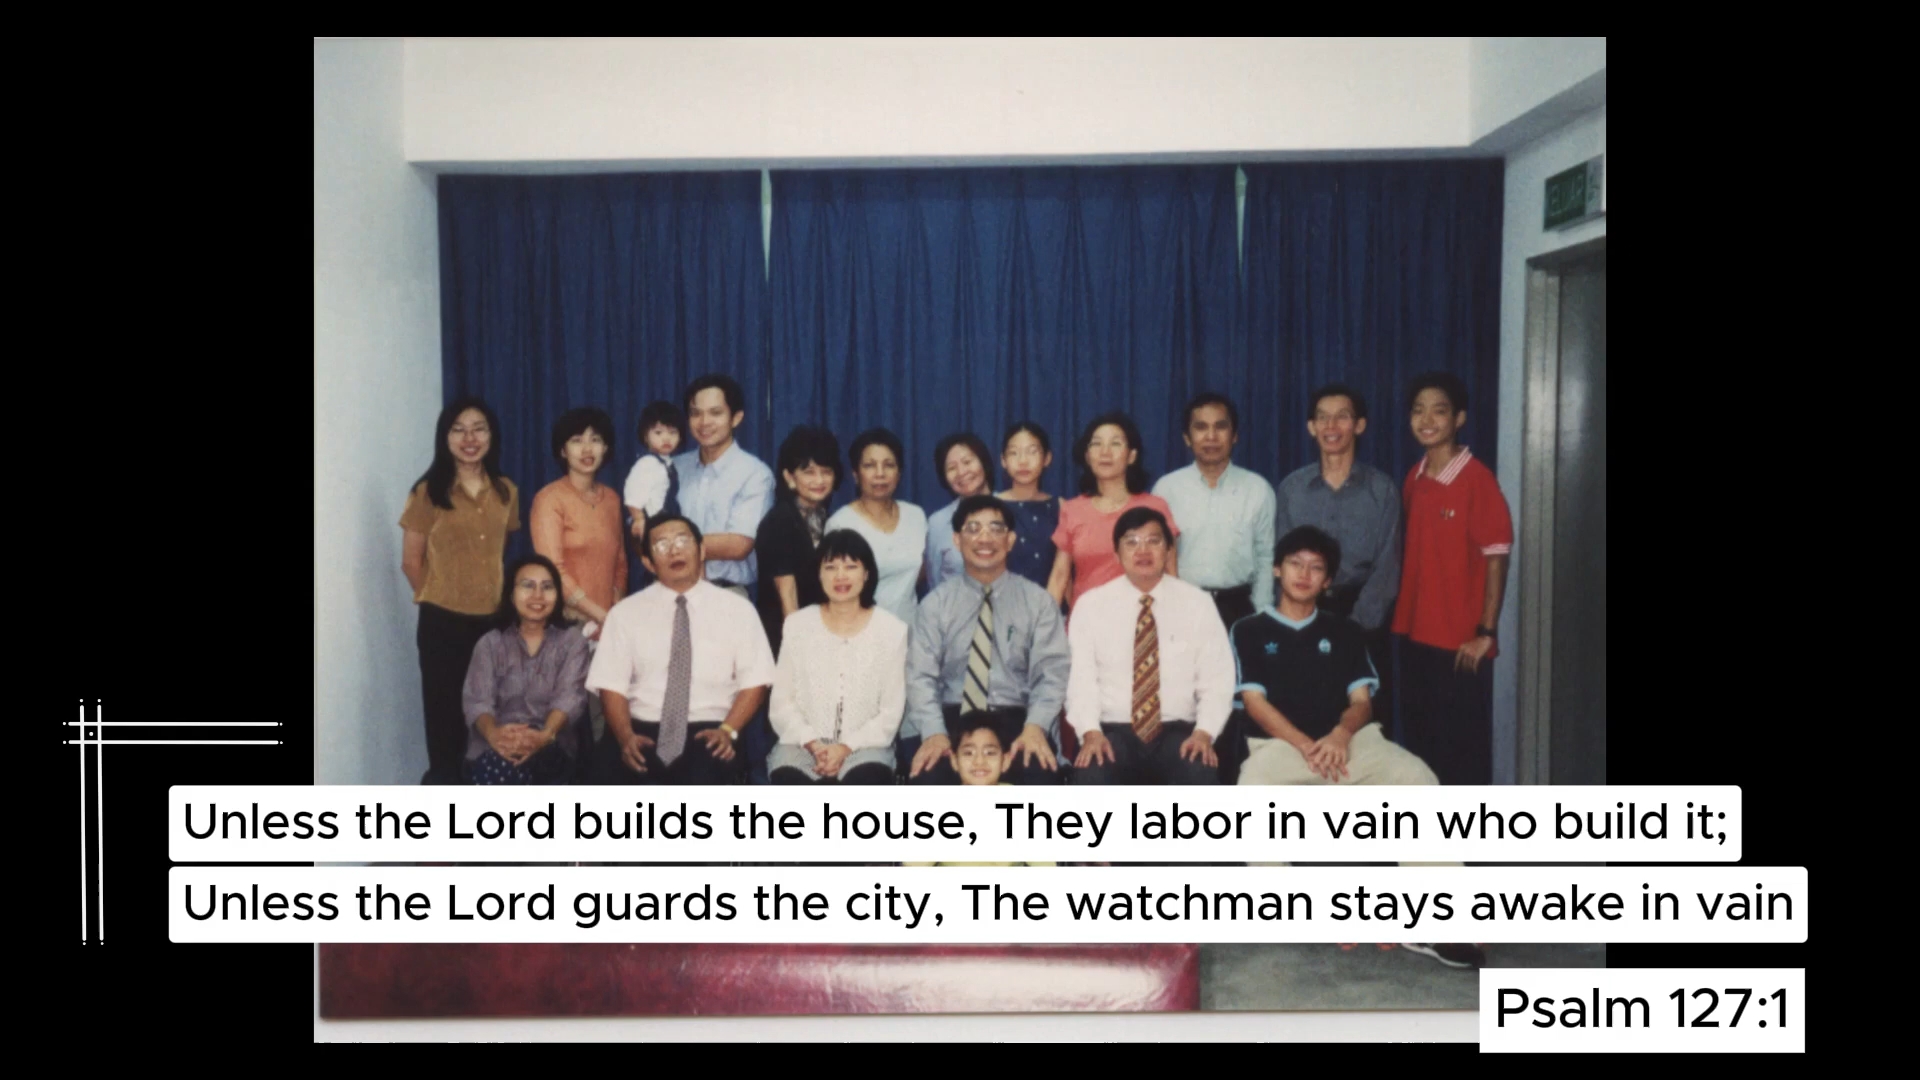 KELUAR
Unless the Lord builds the house, They labor in vain who build it;
Unless the Lord guards the city, The watchman stays awake in vain
Psalm 127:1